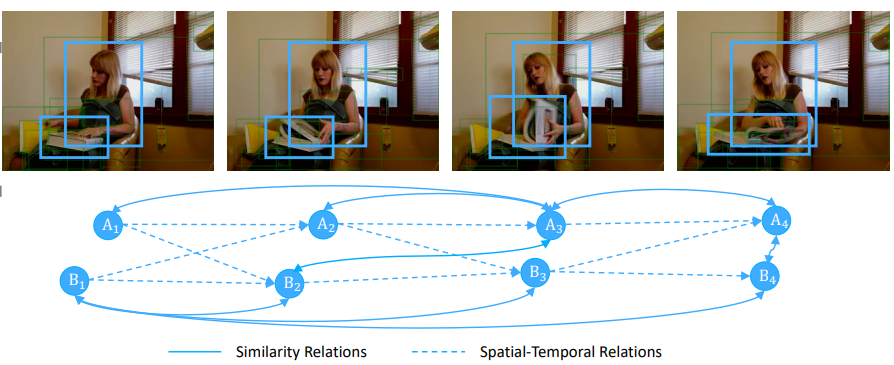 A1 A2 A3 A4
B1 B2 B3 B4
Similarity Relations Spatial-Temporal Relations